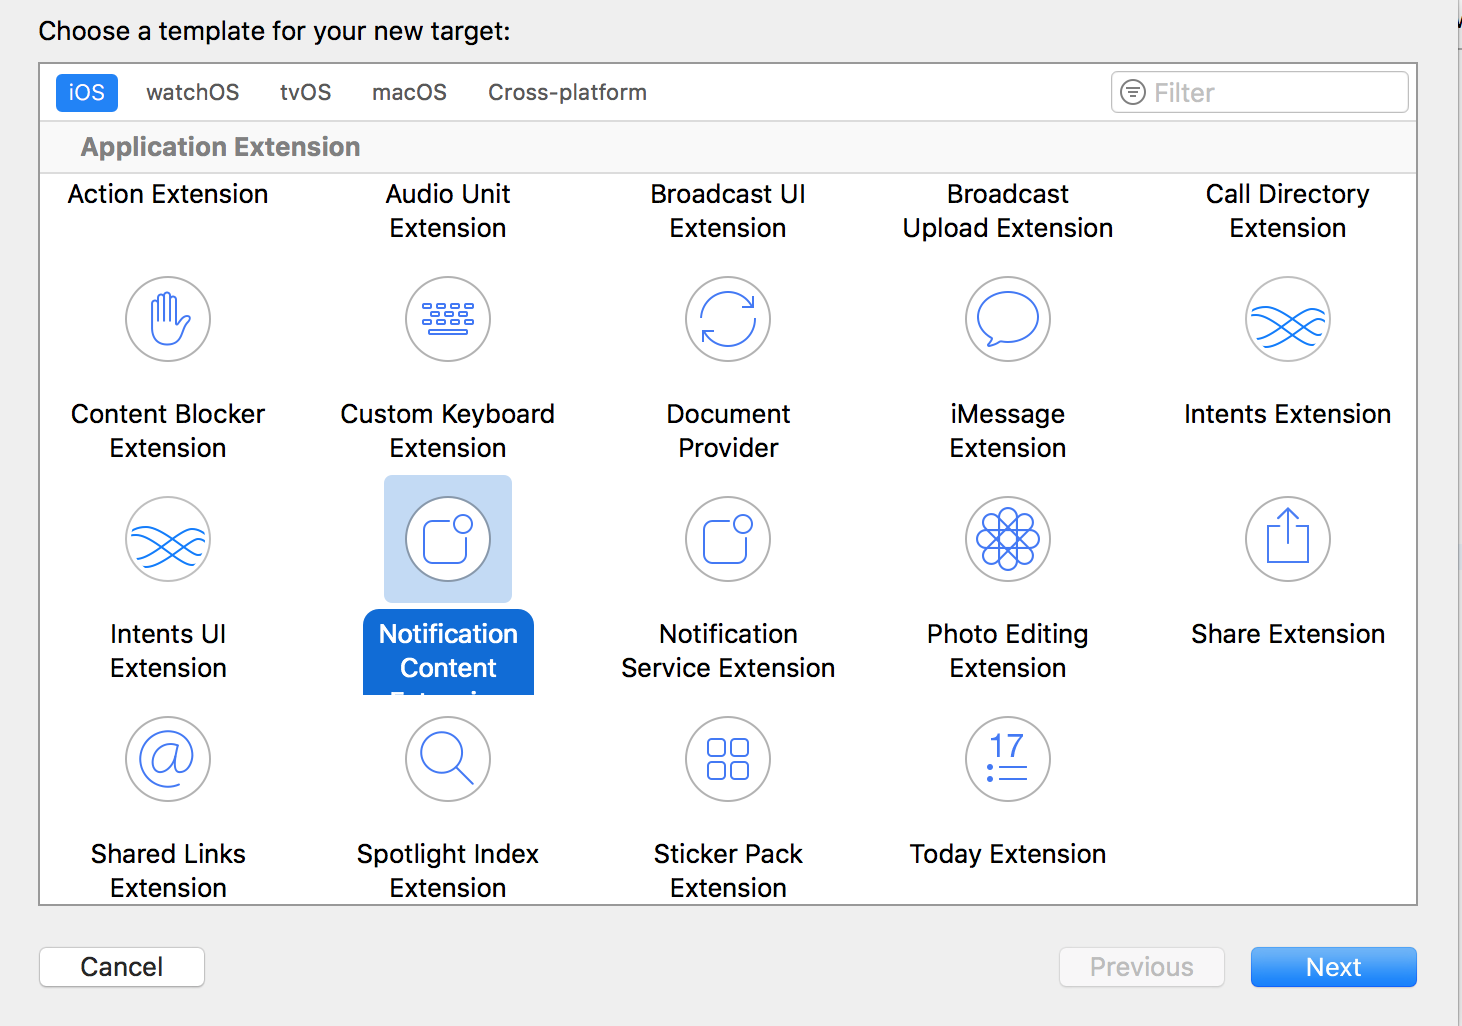 Choose a template for your new target:
iOS watchOS tvOS macOS Cross-platform Filter
Application Extension
Action Extension Audio Unit Broadcast UI Broadcast Call Directory
Extension Extension Upload Extension Extension
Content Blocker Custom Keyboard Document iMessage Intents Extension
Extension Extension Provider Extension
Intents UI Notification Notification Photo Editing Share Extension
Extension Content Service Extension Extension
@ 17
Shared Links Spotlight Index Sticker Pack Today Extension
Extension Extension Extension
Cancel Previous Next